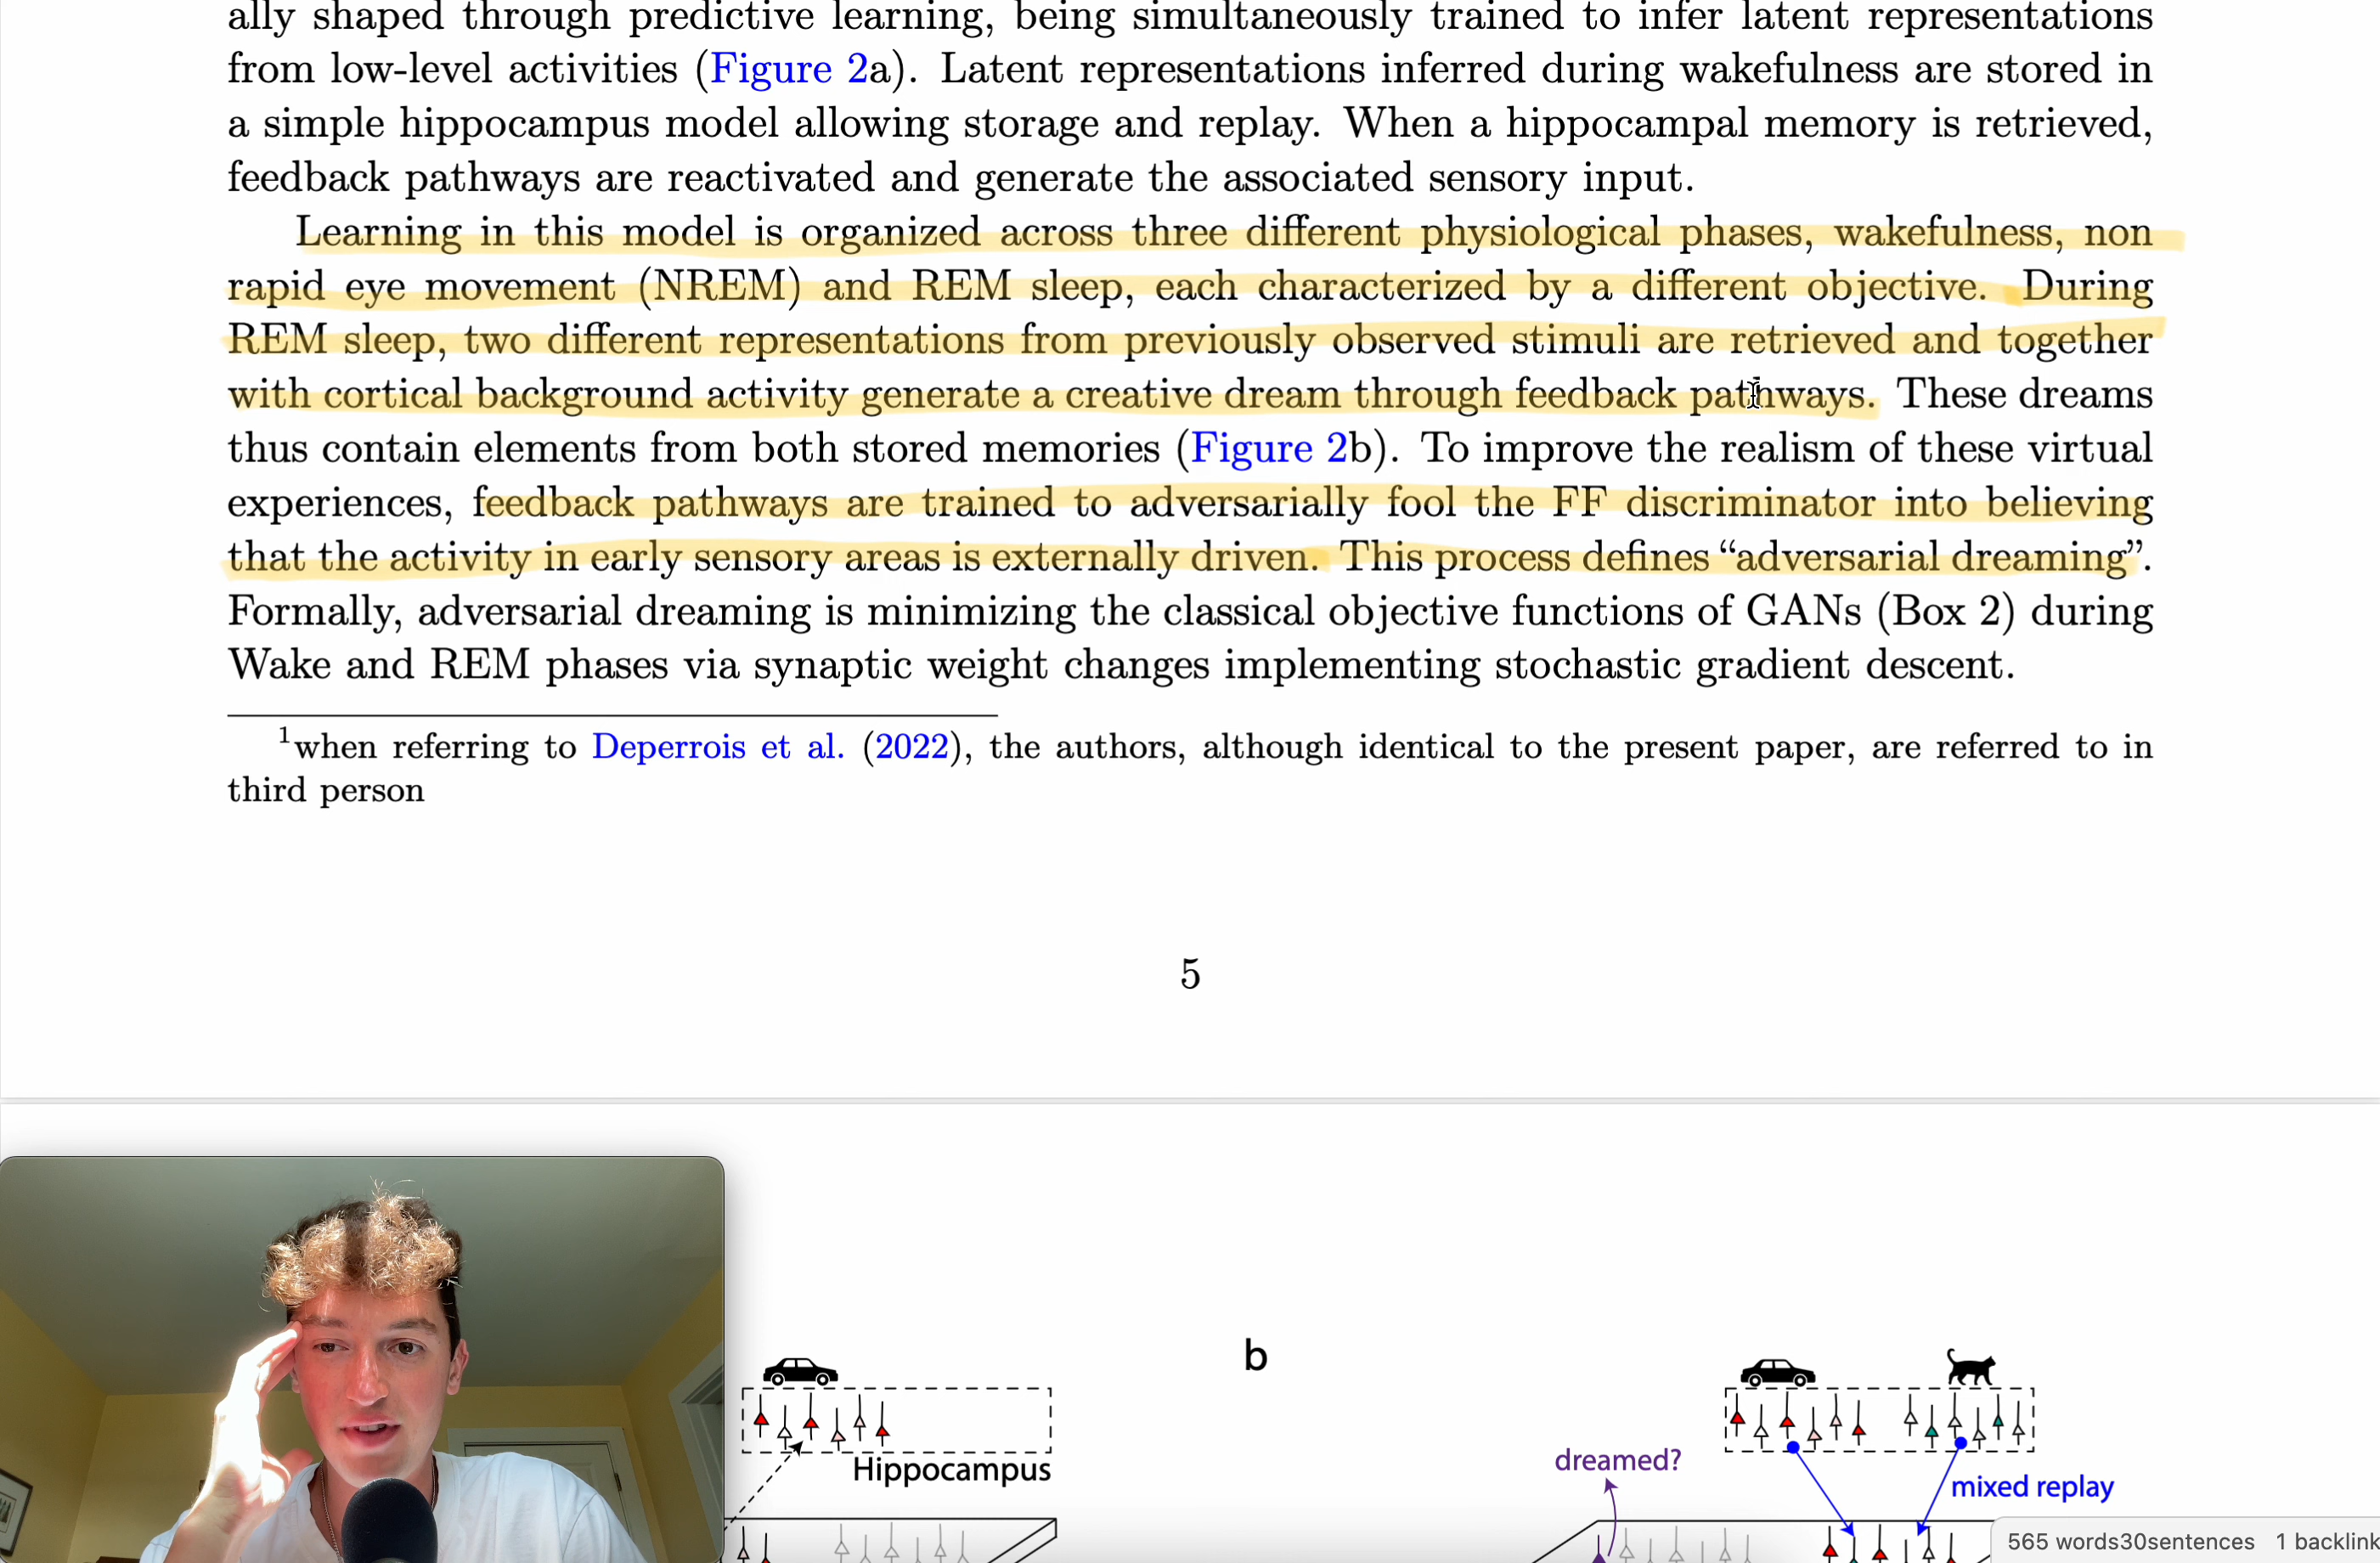 ally shaped through predictive learning, being simultaneously trained to infer latent representations
from low-level activities (Figure 2a). Latent representations inferred during wakefulness are stored in
a simple hippocampus model allowing storage and replay. When a hippocampal memory is retrieved,
feedback pathways are reactivated and generate the associated sensory input.
Learning in this model is organized across three different physiological phases, wakefulness, non
rapid eye movement (NREM) and REM sleep, each characterized by a different objective. During
REM sleep, two different representations from previously observed stimuli are retrieved and together
with cortical background activity generate a creative dream through feedback pathways. These dreams
thus contain elements from both stored memories (Figure 2b). To improve the realism of these virtual
experiences, feedback pathways are trained to adversarially fool the FF discriminator into believing
that the activity in early sensory areas is externally driven. This process defines “adversarial dreaming”.
Formally, adversarial dreaming is minimizing the classical objective functions of GANs (Box 2) during
Wake and REM phases via synaptic weight changes implementing stochastic gradient descent.
1when referring to Deperrois et al. (2022), the authors, although identical to the present paper, are referred to in
third person
5
b
Hippocampus
dreamed?
mixed replay
565 words30sentences 1 backlink